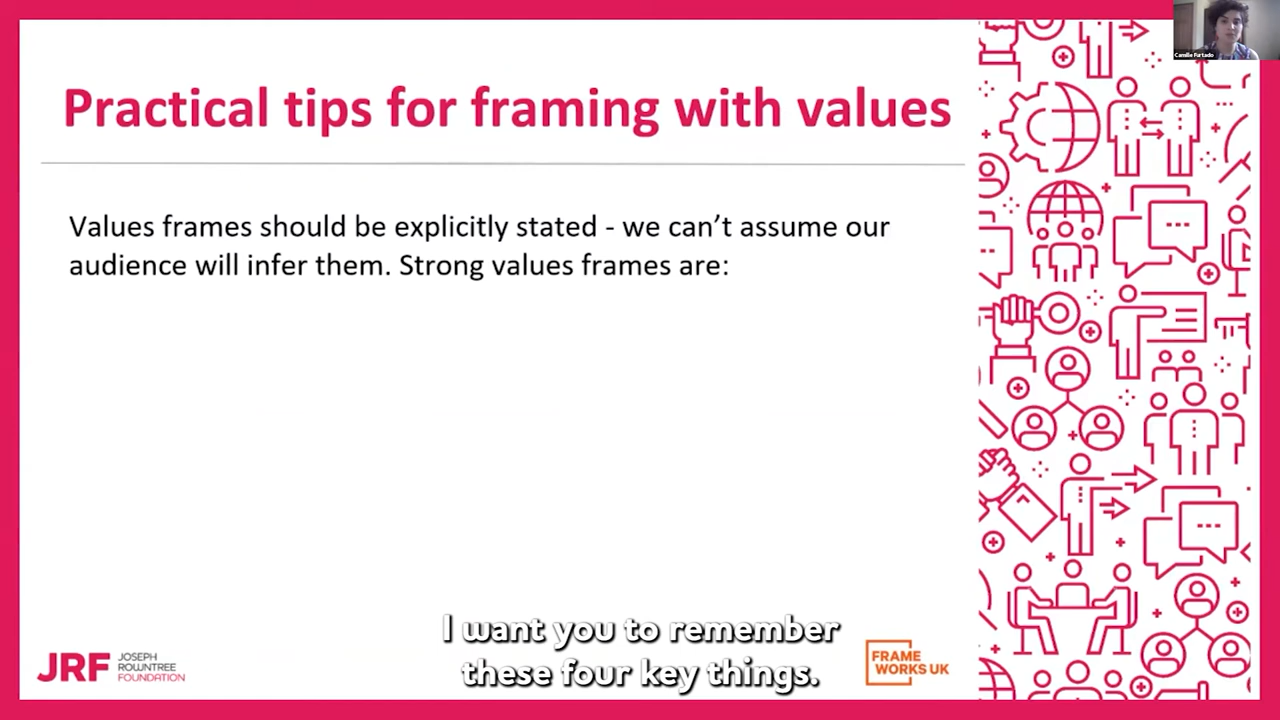 Camille Furtado
Practical tips for framing with values
Values frames should be explicitly stated - we can’t assume our
audience will infer them. Strong values frames are:
I want you to remember
these four key things.
JRF
JOSEPH
ROWNTREE
FOUNDATION
FRAME
WORKS UK